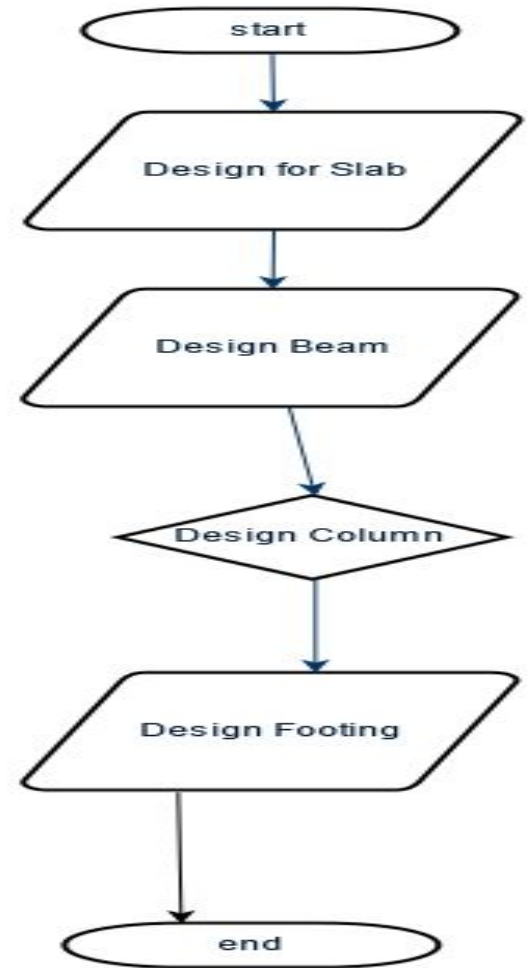 start
Design for Slab
Design Beam
Design Column
Design Footing
end